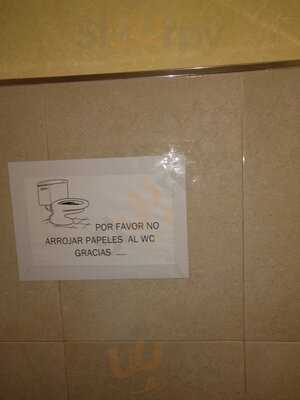 POR FAVOR NO
ARROJAR PAPELES AL WC
GRACIAS ....